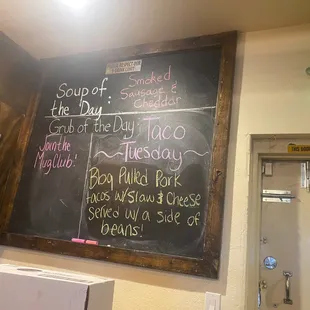 Soup of
the Day:
Smoked
Sausage &
Cheddar
Grub of the Day:
Join
the
Mug Club!
Taco
~Tuesday~
Bbq Pulled Pork
tacos w/slaw & Cheese
Served w/ a side of
beans!